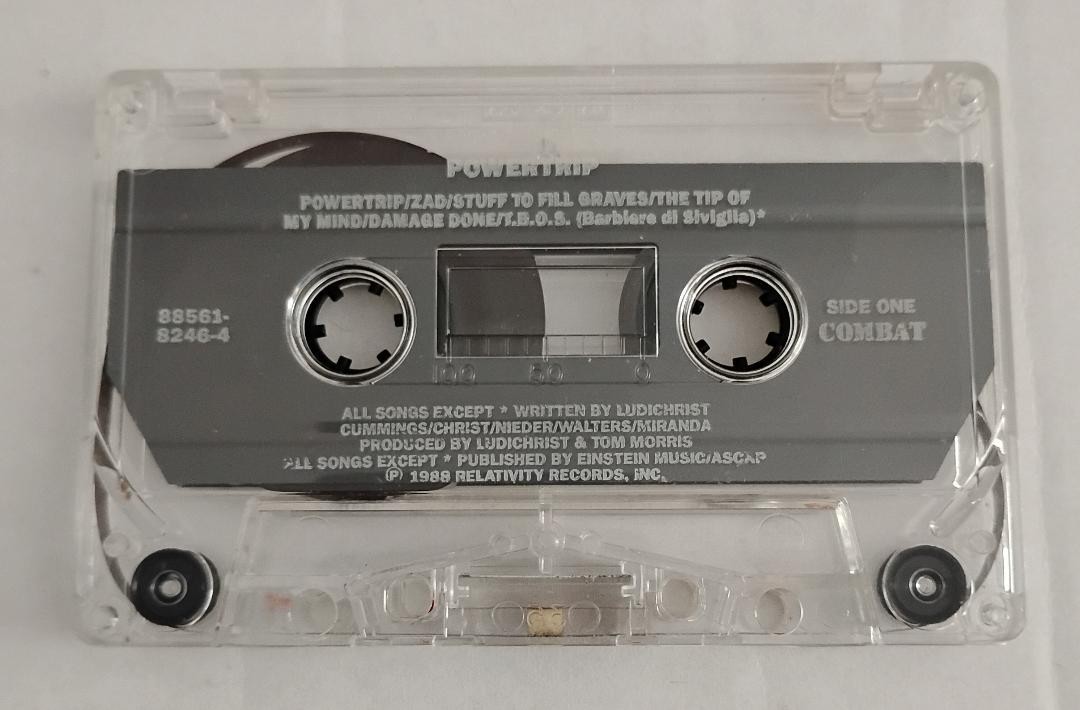 POWERTRIP
POWERTRIP/ZAD/STUFF TO FILL GRAVES/THE TIP OF
MY MIND/DAMAGE DONE/T.B.O.S. (Barbiere di Siviglia)*
88561-
8246-4
SIDE ONE
COMBAT
100 50 0
ALL SONGS EXCEPT * WRITTEN BY LUDICHRIST
CUMMINGS/CHRIST/NIEDER/WALTERS/MIRANDA
PRODUCED BY LUDICHRIST & TOM MORRIS
ALL SONGS EXCEPT * PUBLISHED BY EINSTEIN MUSIC/ASCAP
Ⓟ 1988 RELATIVITY RECORDS, INC.